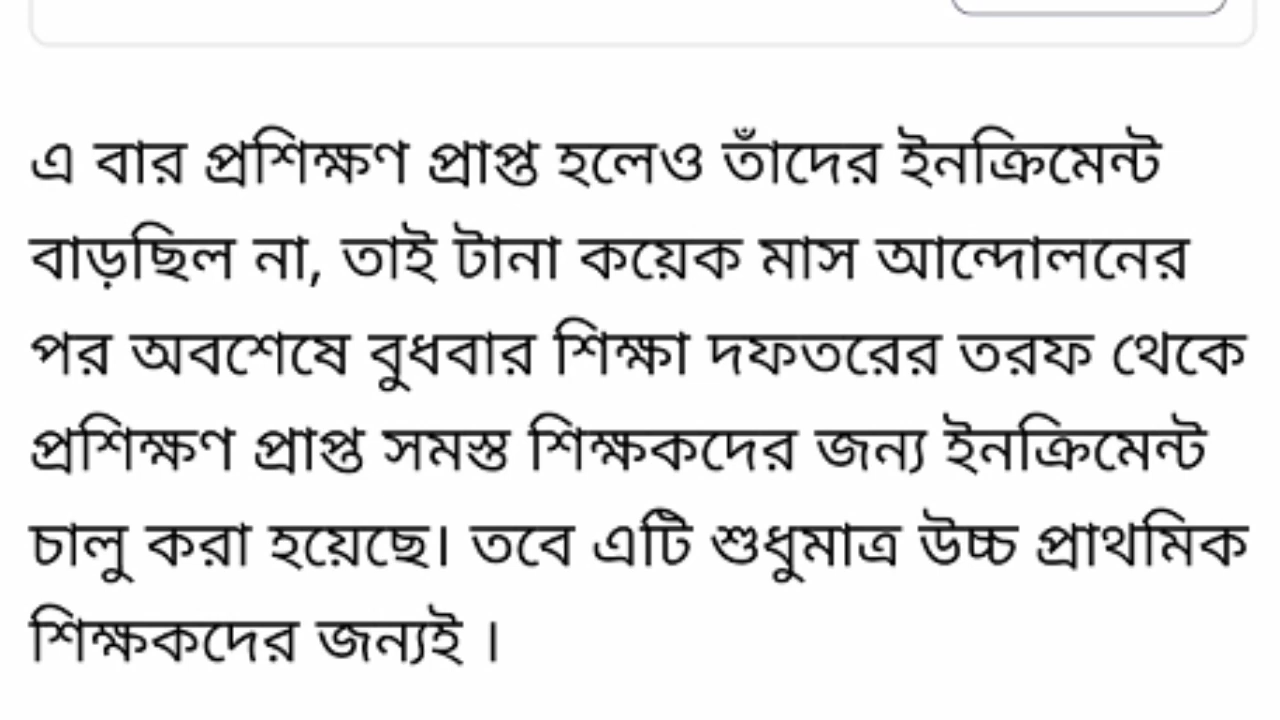 এ বার প্রশিক্ষণ প্রাপ্ত হলেও তাঁদের ইনক্রিমেন্ট
বাড়ছিল না, তাই টানা কয়েক মাস আন্দোলনের
পর অবশেষে বুধবার শিক্ষা দফতরের তরফ থেকে
প্রশিক্ষণ প্রাপ্ত সমস্ত শিক্ষকদের জন্য ইনক্রিমেন্ট
চালু করা হয়েছে। তবে এটি শুধুমাত্র উচ্চ প্রাথমিক
শিক্ষকদের জন্যই ।